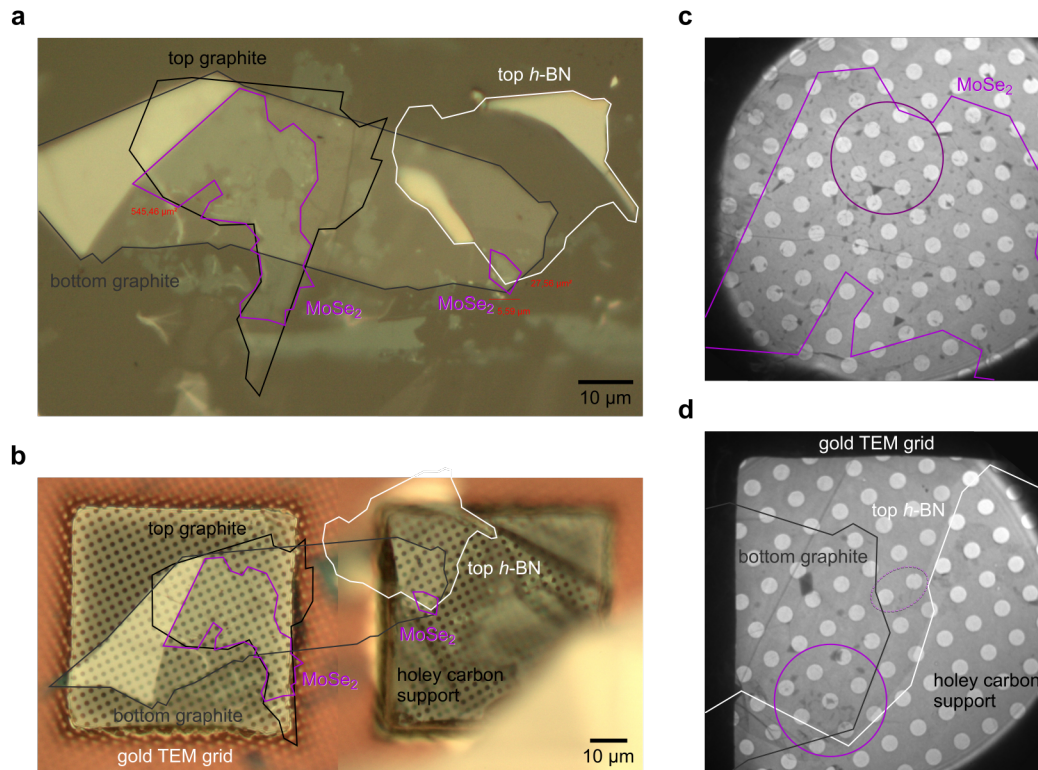 a
top graphite
top h-BN
545.46 µm²
bottom graphite
MoSe₂
MoSe₂
10 µm
b
top graphite
top h-BN
MoSe₂
MoSe₂
holey carbon
support
bottom graphite
gold TEM grid
10 µm
c
MoSe₂
d
gold TEM grid
top h-BN
bottom graphite
holey carbon
support